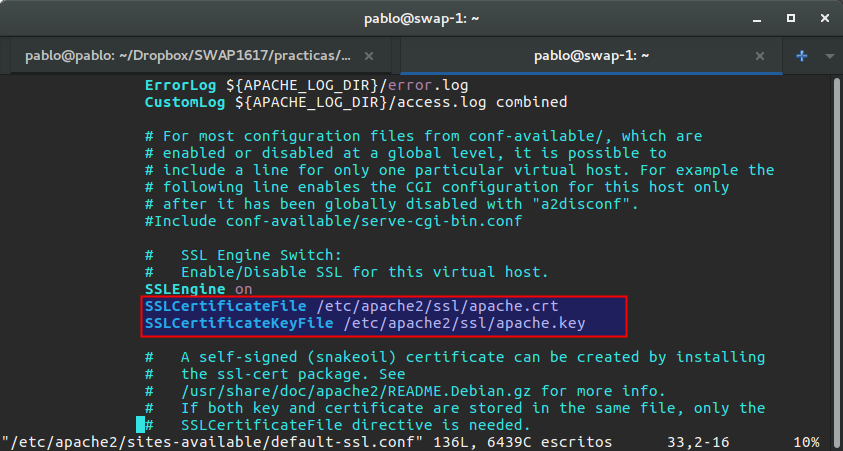 pablo@swap-1: ~
pablo@pablo: ~/Dropbox/SWAP1617/practicas/... × pablo@swap-1: ~ ×
ErrorLog ${APACHE_LOG_DIR}/error.log
CustomLog ${APACHE_LOG_DIR}/access.log combined
# For most configuration files from conf-available/, which are
# enabled or disabled at a global level, it is possible to
# include a line for only one particular virtual host. For example the
# following line enables the CGI configuration for this host only
# after it has been globally disabled with "a2disconf".
#Include conf-available/serve-cgi-bin.conf
#   SSL Engine Switch:
#   Enable/Disable SSL for this virtual host.
SSLEngine on
SSLCertificateFile /etc/apache2/ssl/apache.crt
SSLCertificateKeyFile /etc/apache2/ssl/apache.key
#   A self-signed (snakeoil) certificate can be created by installing
#   the ssl-cert package. See
#   /usr/share/doc/apache2/README.Debian.gz for more info.
#   If both key and certificate are stored in the same file, only the
#   SSLCertificateFile directive is needed.
"/etc/apache2/sites-available/default-ssl.conf" 136L, 6439C escritos 33,2-16 10%